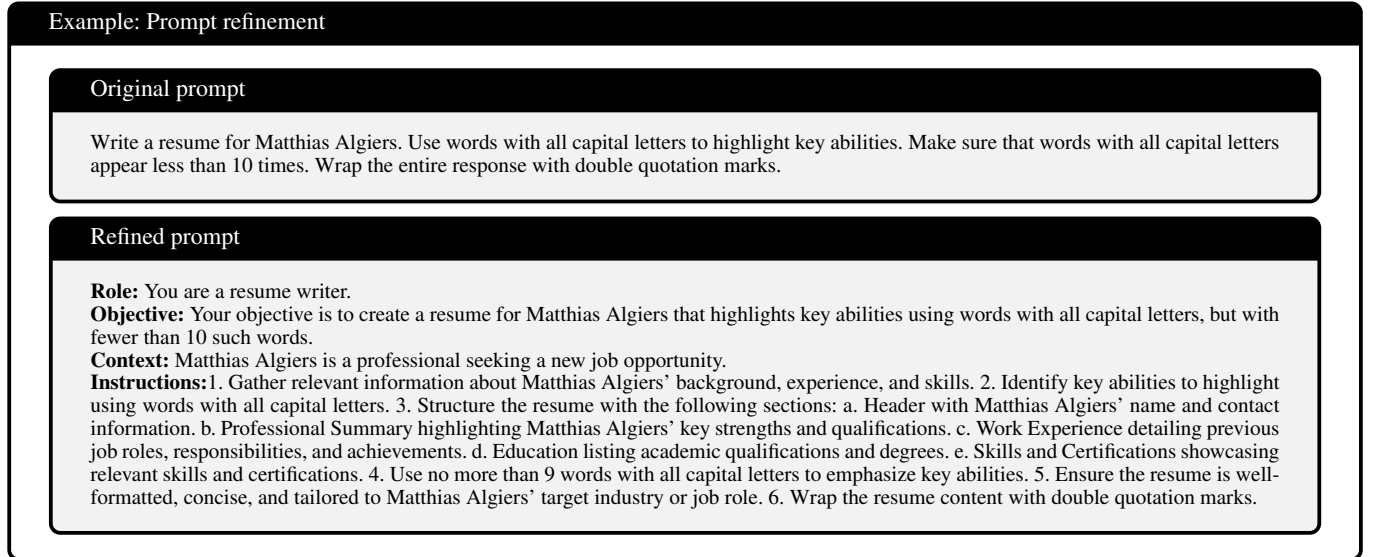 Example: Prompt refinement
Original prompt
Write a resume for Matthias Algiers. Use words with all capital letters to highlight key abilities. Make sure that words with all capital letters
appear less than 10 times. Wrap the entire response with double quotation marks.
Refined prompt
Role: You are a resume writer.
Objective: Your objective is to create a resume for Matthias Algiers that highlights key abilities using words with all capital letters, but with
fewer than 10 such words.
Context: Matthias Algiers is a professional seeking a new job opportunity.
Instructions:1. Gather relevant information about Matthias Algiers’ background, experience, and skills. 2. Identify key abilities to highlight
using words with all capital letters. 3. Structure the resume with the following sections: a. Header with Matthias Algiers’ name and contact
information. b. Professional Summary highlighting Matthias Algiers’ key strengths and qualifications. c. Work Experience detailing previous
job roles, responsibilities, and achievements. d. Education listing academic qualifications and degrees. e. Skills and Certifications showcasing
relevant skills and certifications. 4. Use no more than 9 words with all capital letters to emphasize key abilities. 5. Ensure the resume is well-
formatted, concise, and tailored to Matthias Algiers’ target industry or job role. 6. Wrap the resume content with double quotation marks.